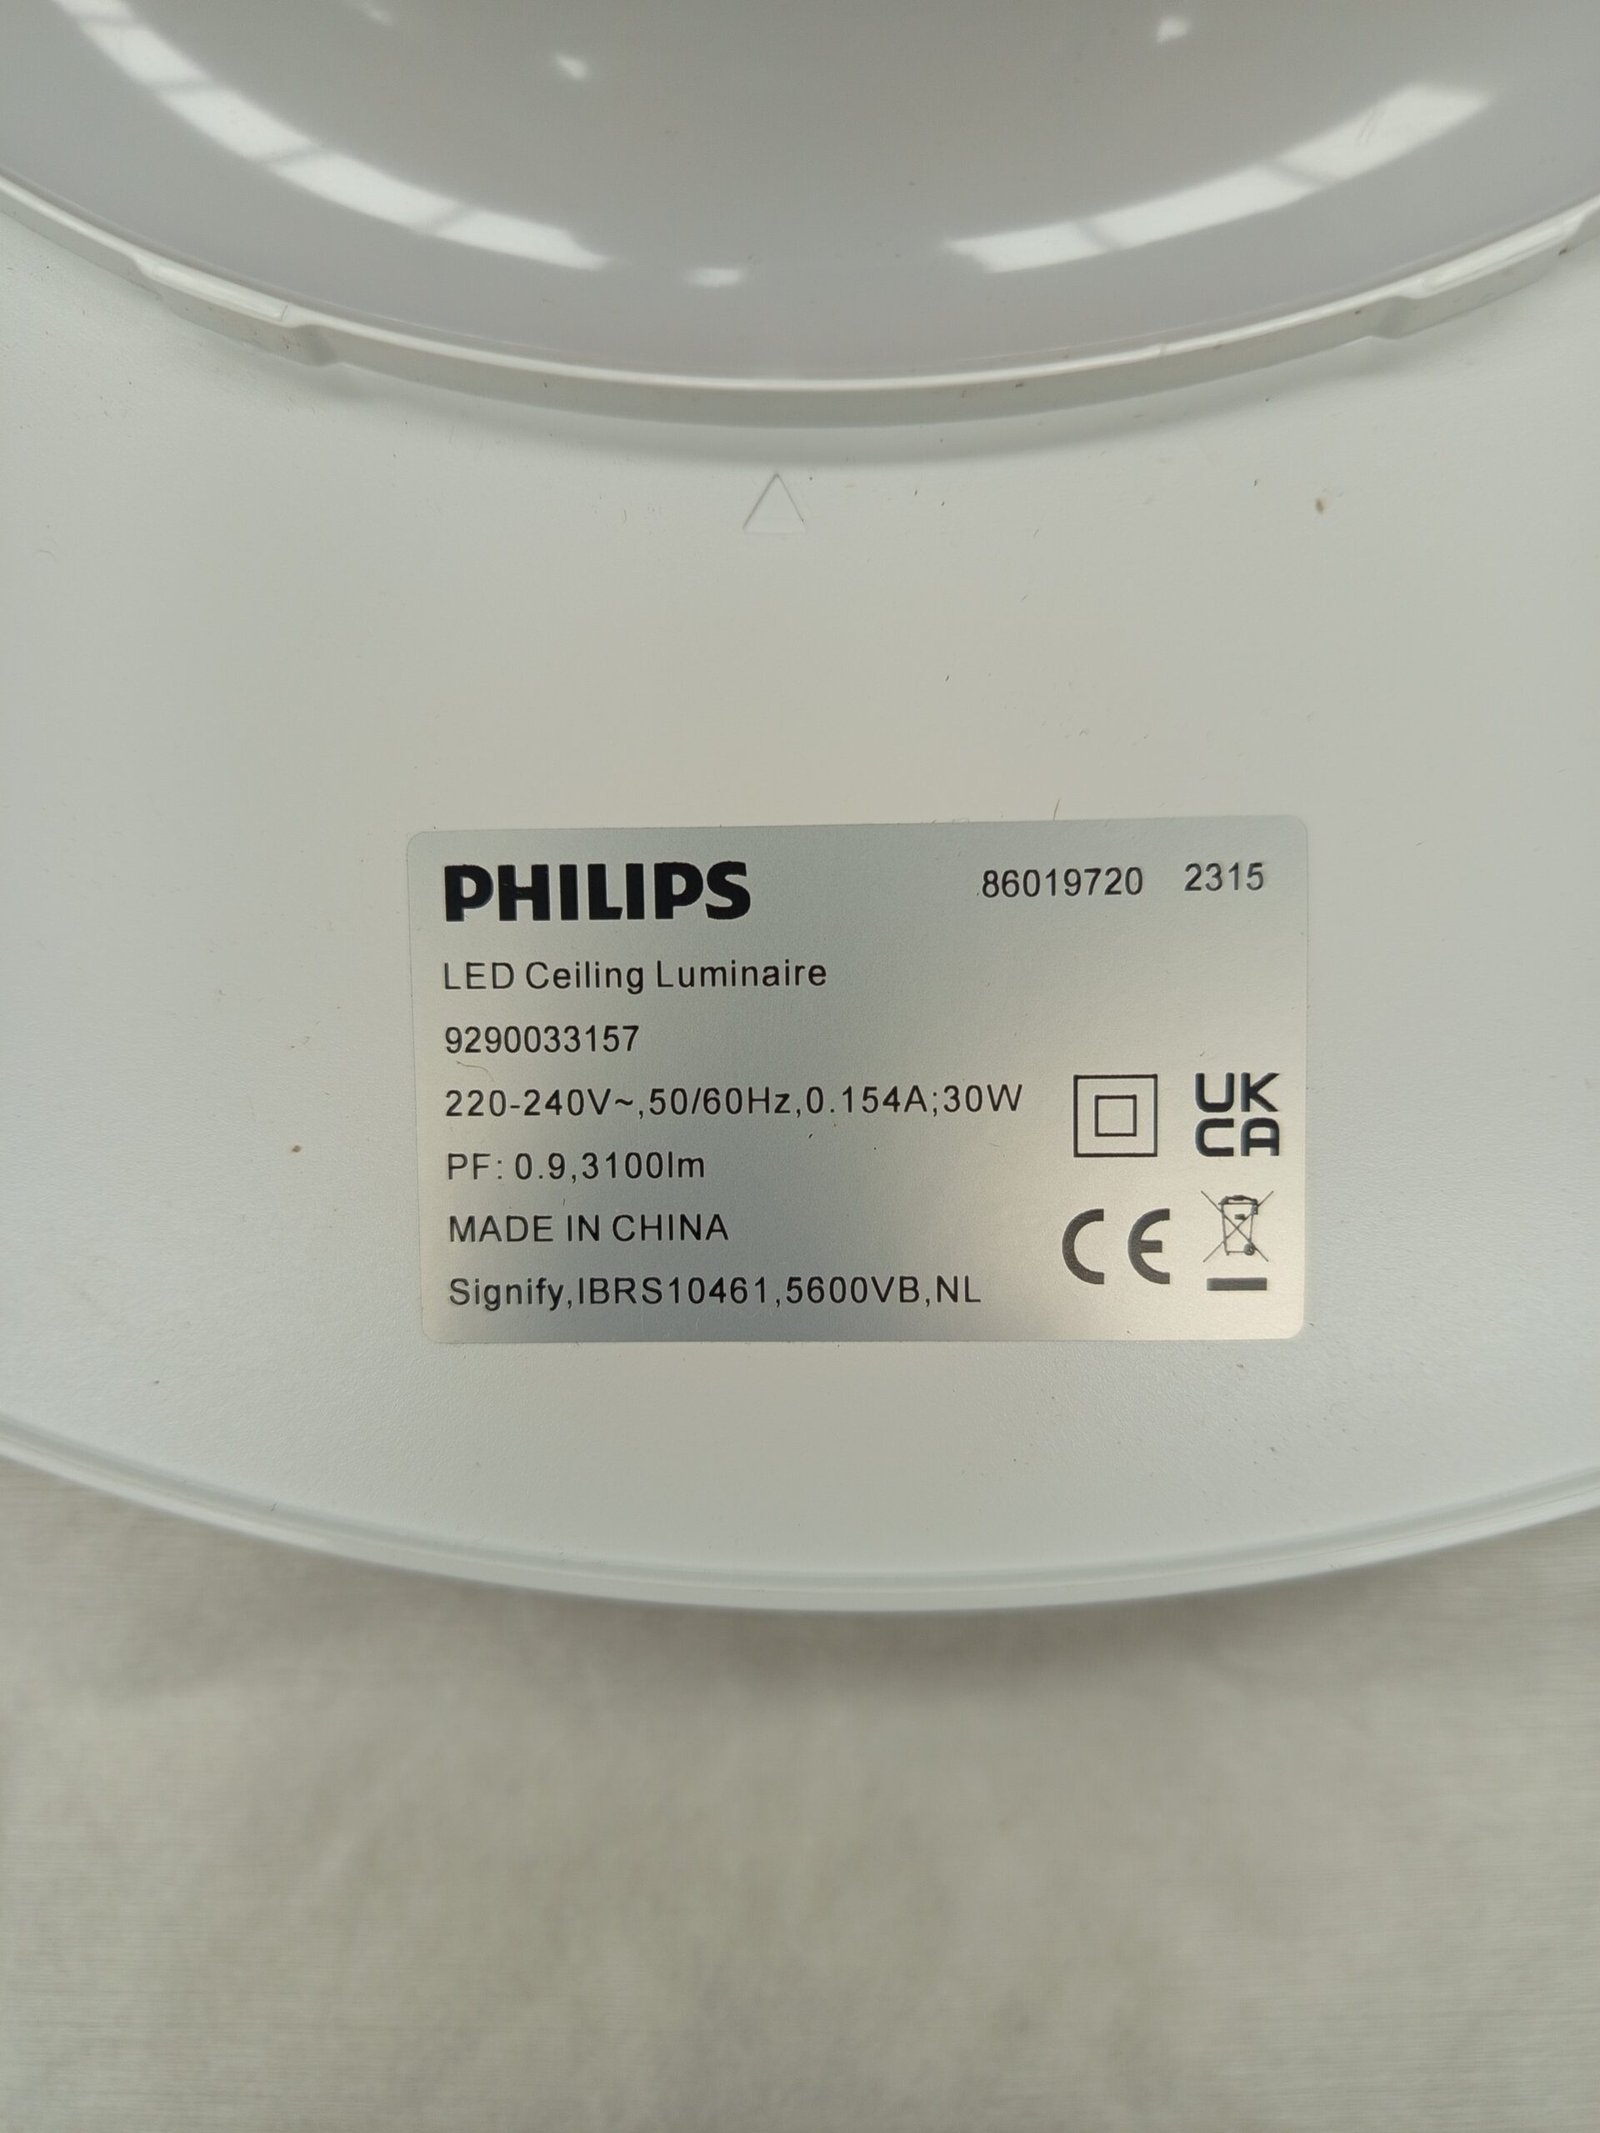 PHILIPS 86019720 2315
LED Ceiling Luminaire
9290033157
220-240V~,50/60Hz,0.154A;30W
PF: 0.9,3100lm
MADE IN CHINA
Signify,IBRS10461,5600VB,NL
UK
CA
CE